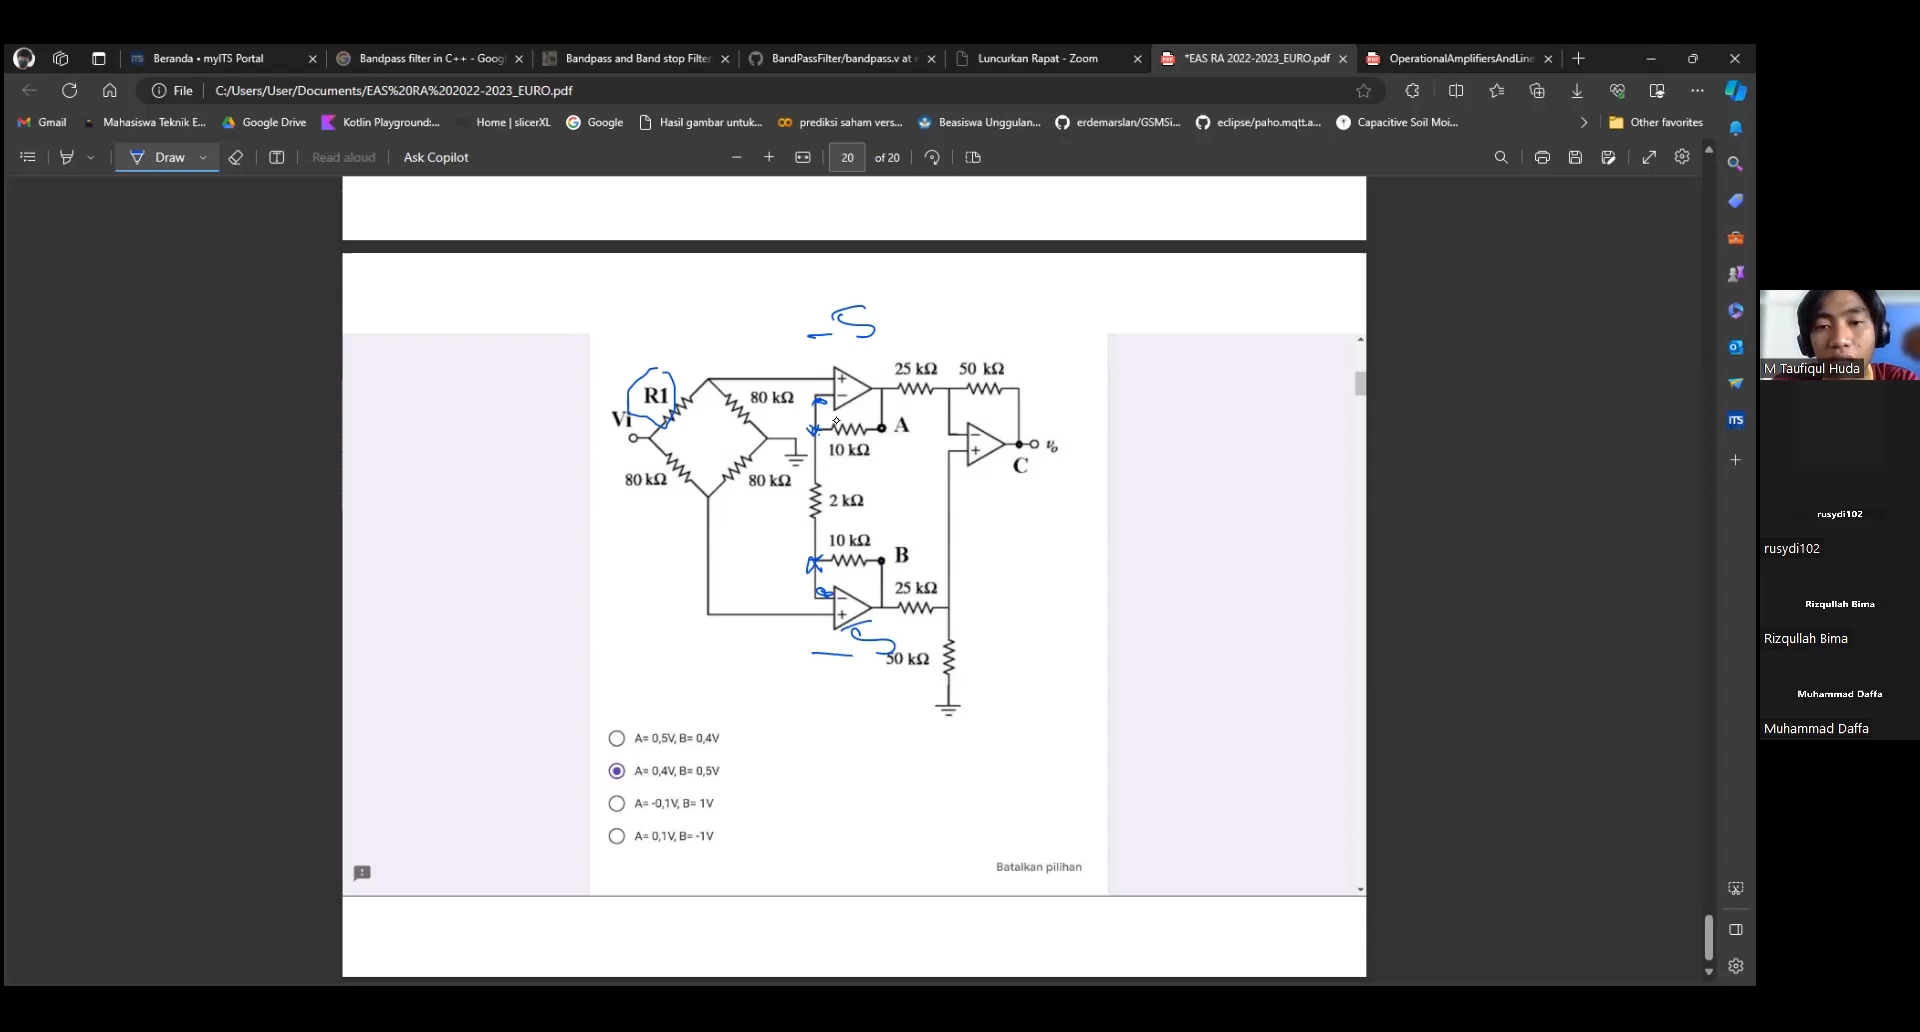 Beranda • myITS Portal
Bandpass filter in C++ - Goog
Bandpass and Band stop Filter
BandPassFilter/bandpass.v at
Luncurkan Rapat - Zoom
*EAS RA 2022-2023_EURO.pdf
OperationalAmplifiersAndLine
File
C:/Users/User/Documents/EAS%20RA%202022-2023_EURO.pdf
Gmail
Mahasiswa Teknik E...
Google Drive
Kotlin Playground:...
Home | slicerXL
Google
Hasil gambar untuk...
prediksi saham vers...
Beasiswa Unggulan...
erdemarslan/GSMSi...
eclipse/paho.mqtt.a...
Capacitive Soil Moi...
Other favorites
Draw
Read aloud
Ask Copilot
20
of 20
-5
25 kΩ
50 kΩ
R1
80 kΩ
Vi
A
10 kΩ
vo
C
80 kΩ
80 kΩ
2 kΩ
10 kΩ
B
25 kΩ
-5
50 kΩ
A= 0,5V, B= 0,4V
A= 0,4V, B= 0,5V
A= -0,1V, B= 1V
A= 0,1V, B= -1V
Batalkan pilihan
ITS
M Taufiqul Huda
rusydi102
rusydi102
Rizqullah Bima
Rizqullah Bima
Muhammad Daffa
Muhammad Daffa